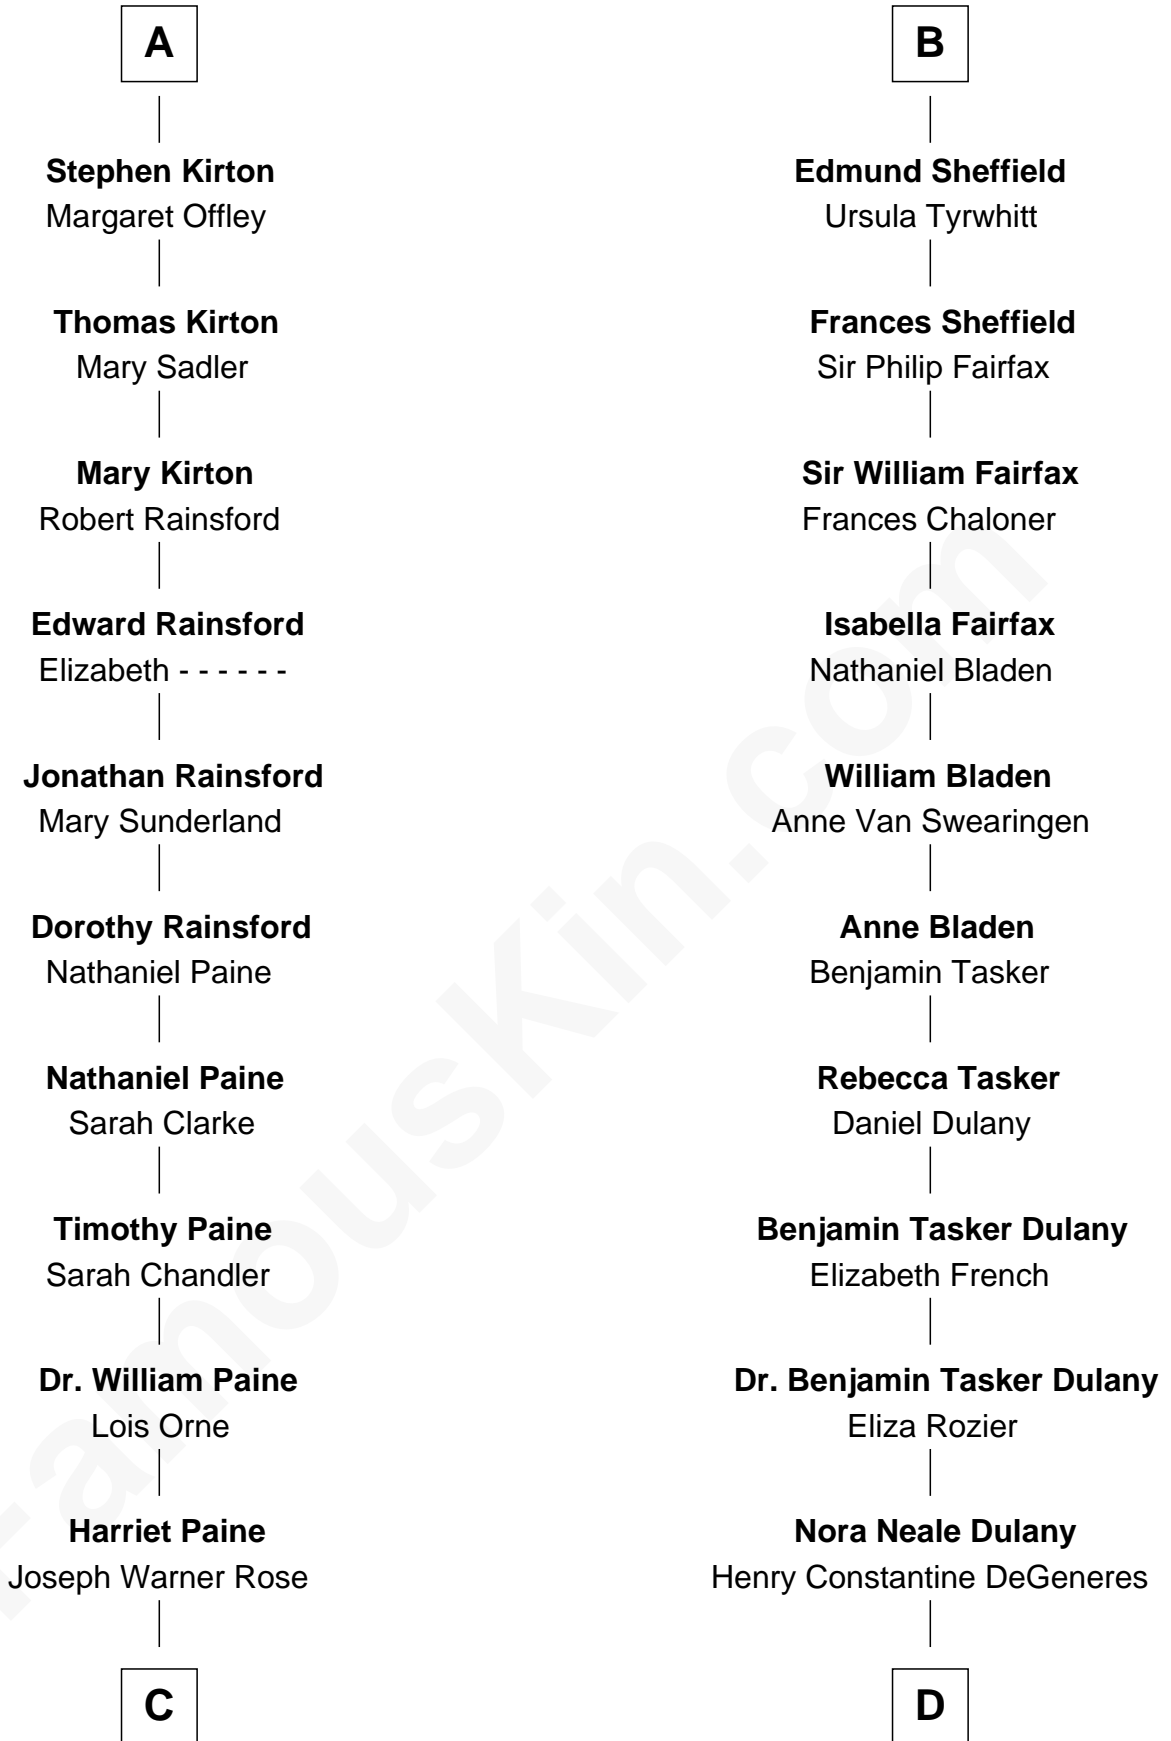 A
Stephen Kirton
Margaret Offley
Thomas Kirton
Mary Sadler
Mary Kirton
Robert Rainsford
Edward Rainsford
Elizabeth - - - - - -
Jonathan Rainsford
Mary Sunderland
Dorothy Rainsford
Nathaniel Paine
Nathaniel Paine
Sarah Clarke
Timothy Paine
Sarah Chandler
Dr. William Paine
Lois Orne
Harriet Paine
Joseph Warner Rose
C
B
Edmund Sheffield
Ursula Tyrwhitt
Frances Sheffield
Sir Philip Fairfax
Sir William Fairfax
Frances Chaloner
Isabella Fairfax
Nathaniel Bladen
William Bladen
Anne Van Swearingen
Anne Bladen
Benjamin Tasker
Rebecca Tasker
Daniel Dulany
Benjamin Tasker Dulany
Elizabeth French
Dr. Benjamin Tasker Dulany
Eliza Rozier
Nora Neale Dulany
Henry Constantine DeGeneres
D
FamousKin.com